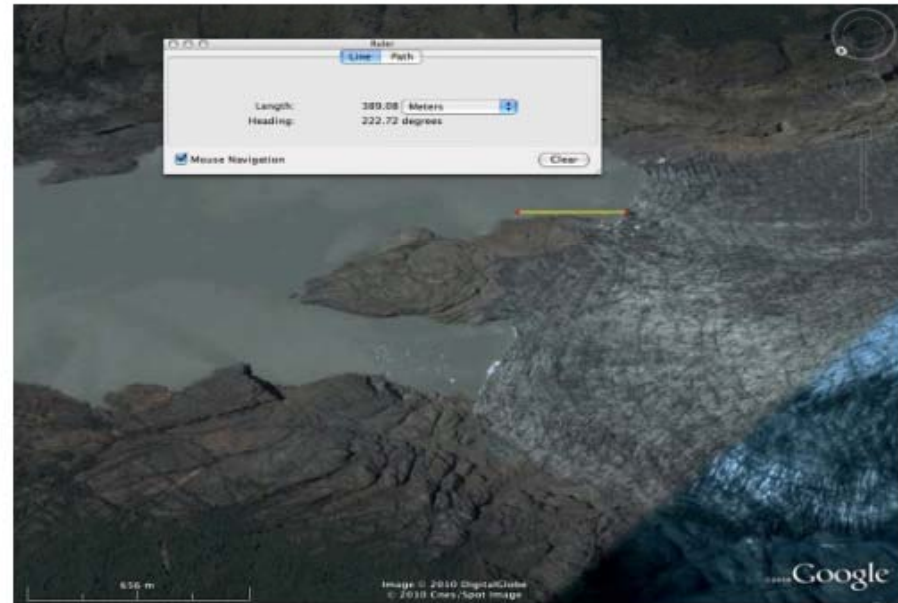 Ruler
Line Path
Length: 389.08 Meters
Heading: 222.72 degrees
Mouse Navigation Clear
656 m
Image © 2010 DigitalGlobe
© 2010 Cnes/Spot Image
Google